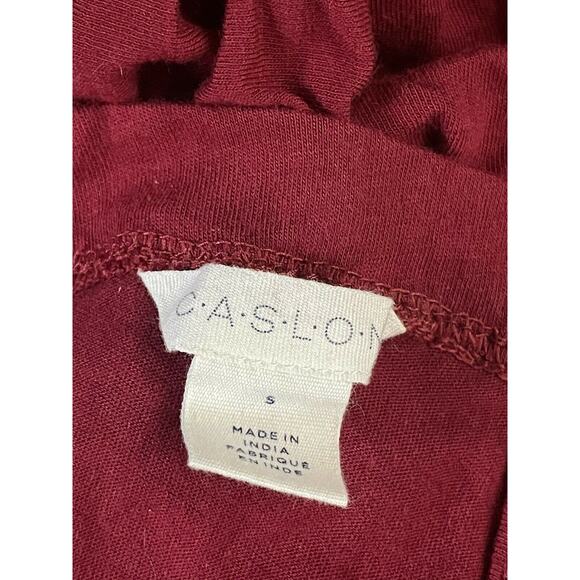 C·A·S·L·O·N
S
MADE IN
INDIA
FABRIQUÉ
EN INDE